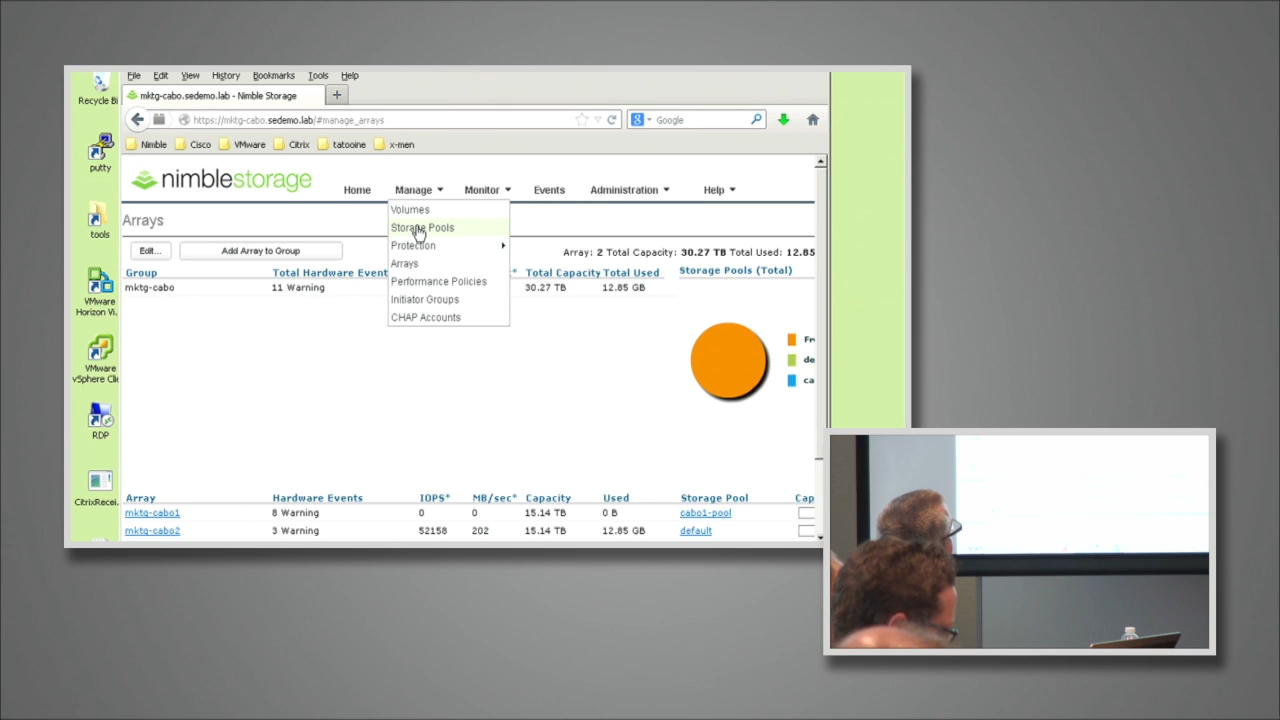 File Edit View History Bookmarks Tools Help
Recycle Bi
mktg-cabo.sedemo.lab - Nimble Storage +
https://mktg-cabo.sedemo.lab/#manage_arrays Google
Nimble Cisco VMware Citrix tatooine x-men
putty
nimblestorage
Home Manage Monitor Events Administration Help
Volumes
Storage Pools
Protection
Arrays
Performance Policies
Initiator Groups
CHAP Accounts
Arrays
tools
Edit... Add Array to Group Array: 2 Total Capacity: 30.27 TB Total Used: 12.85
Group Total Hardware Event * Total Capacity Total Used Storage Pools (Total)
mktg-cabo 11 Warning 30.27 TB 12.85 GB
VMware
Horizon Vi.
Fr
de
ca
VMware
vSphere Clie
RDP
CitrixRecei.
Array Hardware Events IOPS* MB/sec* Capacity Used Storage Pool Cap
mktg-cabo1 8 Warning 0 0 15.14 TB 0 B cabo1-pool
mktg-cabo2 3 Warning 52158 202 15.14 TB 12.85 GB default